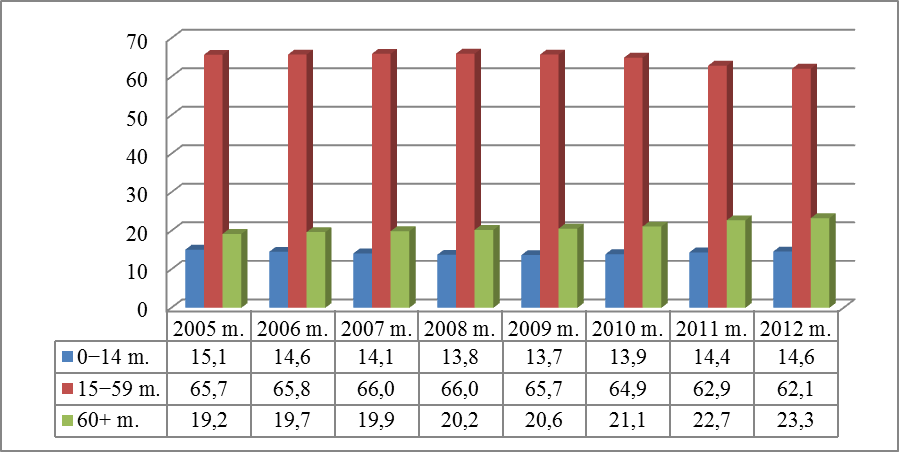 70
60
50
40
30
20
10
0
2005 m. 2006 m. 2007 m. 2008 m. 2009 m. 2010 m. 2011 m. 2012 m.
0−14 m. 15,1 14,6 14,1 13,8 13,7 13,9 14,4 14,6
15−59 m. 65,7 65,8 66,0 66,0 65,7 64,9 62,9 62,1
60+ m. 19,2 19,7 19,9 20,2 20,6 21,1 22,7 23,3